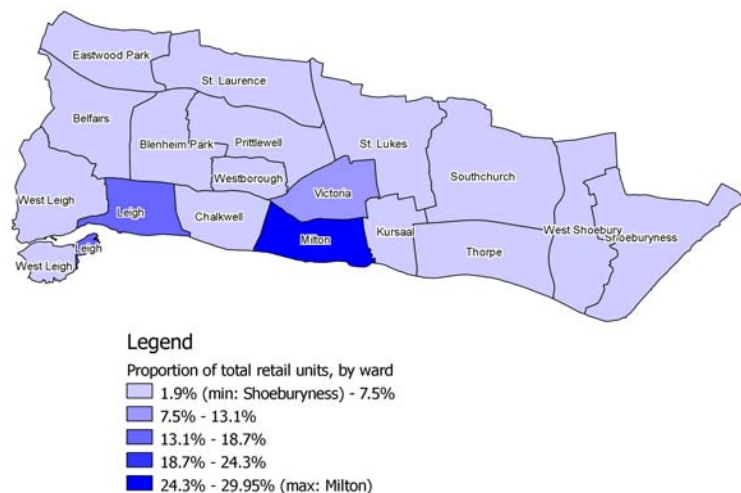 Eastwood Park
St. Laurence
Belfairs
Blenheim Park
Prittlewell
St. Lukes
Westborough
Southchurch
Victoria
West Leigh
Leigh
Chalkwell
Milton
Kursaal
West Shoebury
Shoeburyness
Thorpe
Leigh
West Leigh
Legend
Proportion of total retail units, by ward
1.9% (min: Shoeburyness) - 7.5%
7.5% - 13.1%
13.1% - 18.7%
18.7% - 24.3%
24.3% - 29.95% (max: Milton)